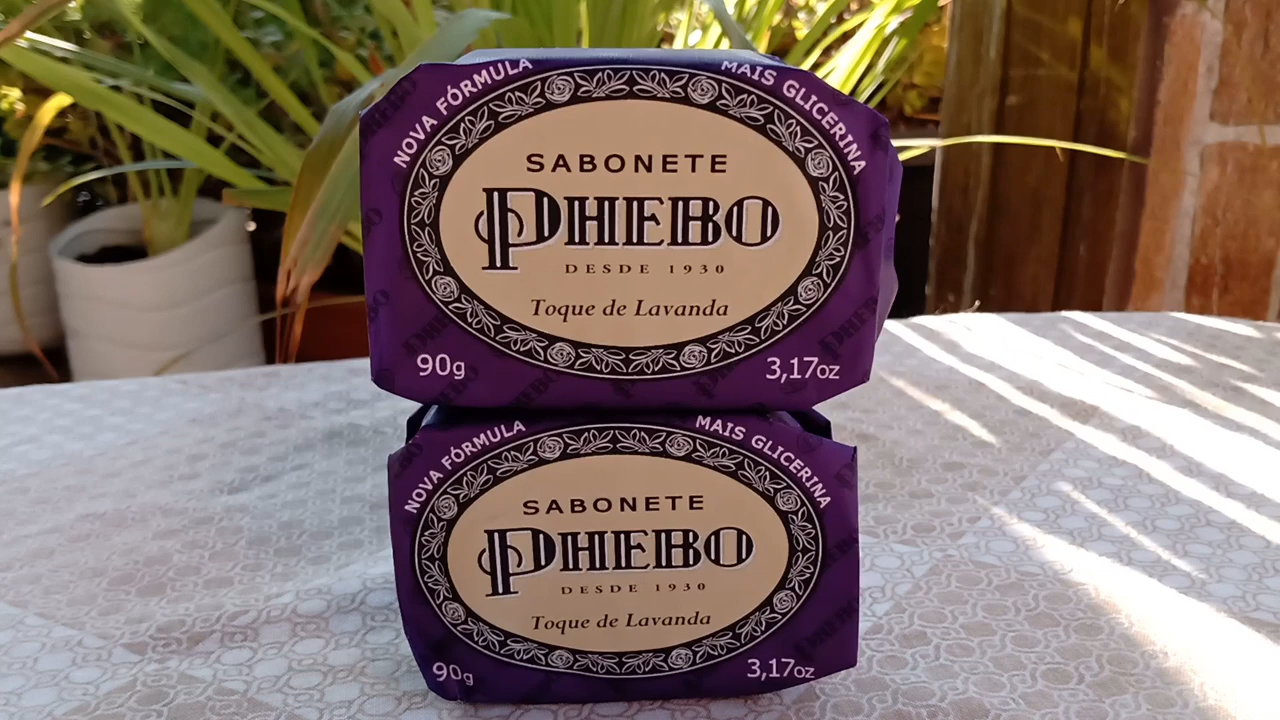 NOVA FÓRMULA
MAIS GLICERINA
SABONETE
PHEBO
DESDE 1930
Toque de Lavanda
90g
3,17oz
NOVA FÓRMULA
MAIS GLICERINA
SABONETE
PHEBO
DESDE 1930
Toque de Lavanda
90g
3,17oz